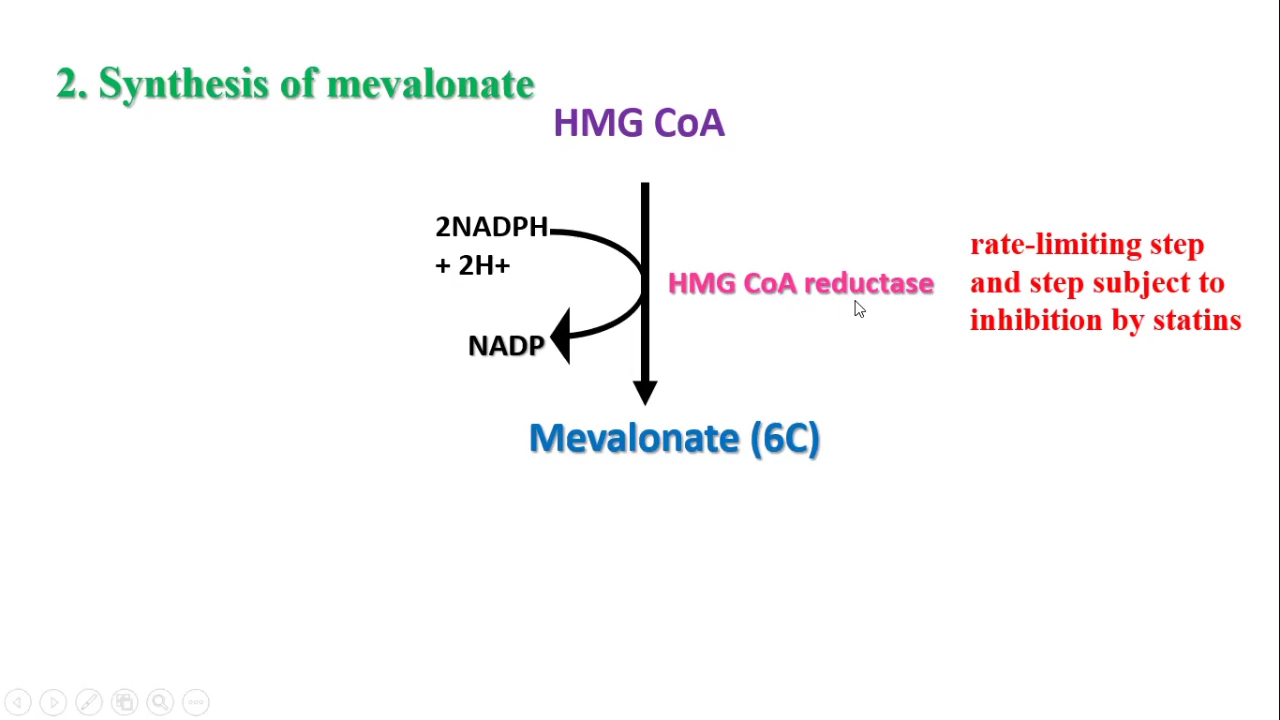 2. Synthesis of mevalonate
HMG CoA
2NADPH
+ 2H+
HMG CoA reductase
NADP
rate-limiting step
and step subject to
inhibition by statins
Mevalonate (6C)